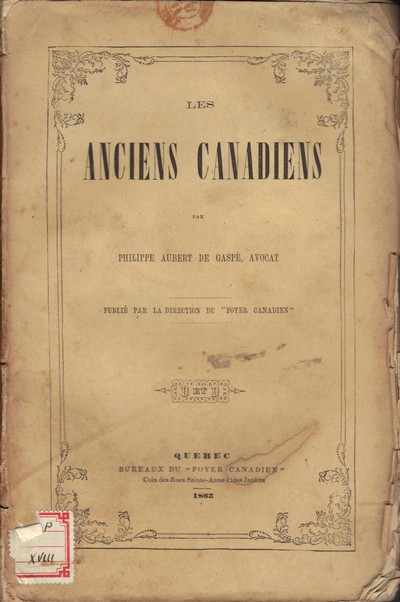 LES
ANCIENS CANADIENS
PAR
PHILIPPE AUBERT DE GASPÉ, AVOCAT
PUBLIÉ PAR LA DIRECTION DU "FOYER CANADIEN"
D ET D
QUEBEC
BUREAUX DU "FOYER CANADIEN"
Coin des Rues Sainte-Anne et des Jardins
1863
P
XVIII